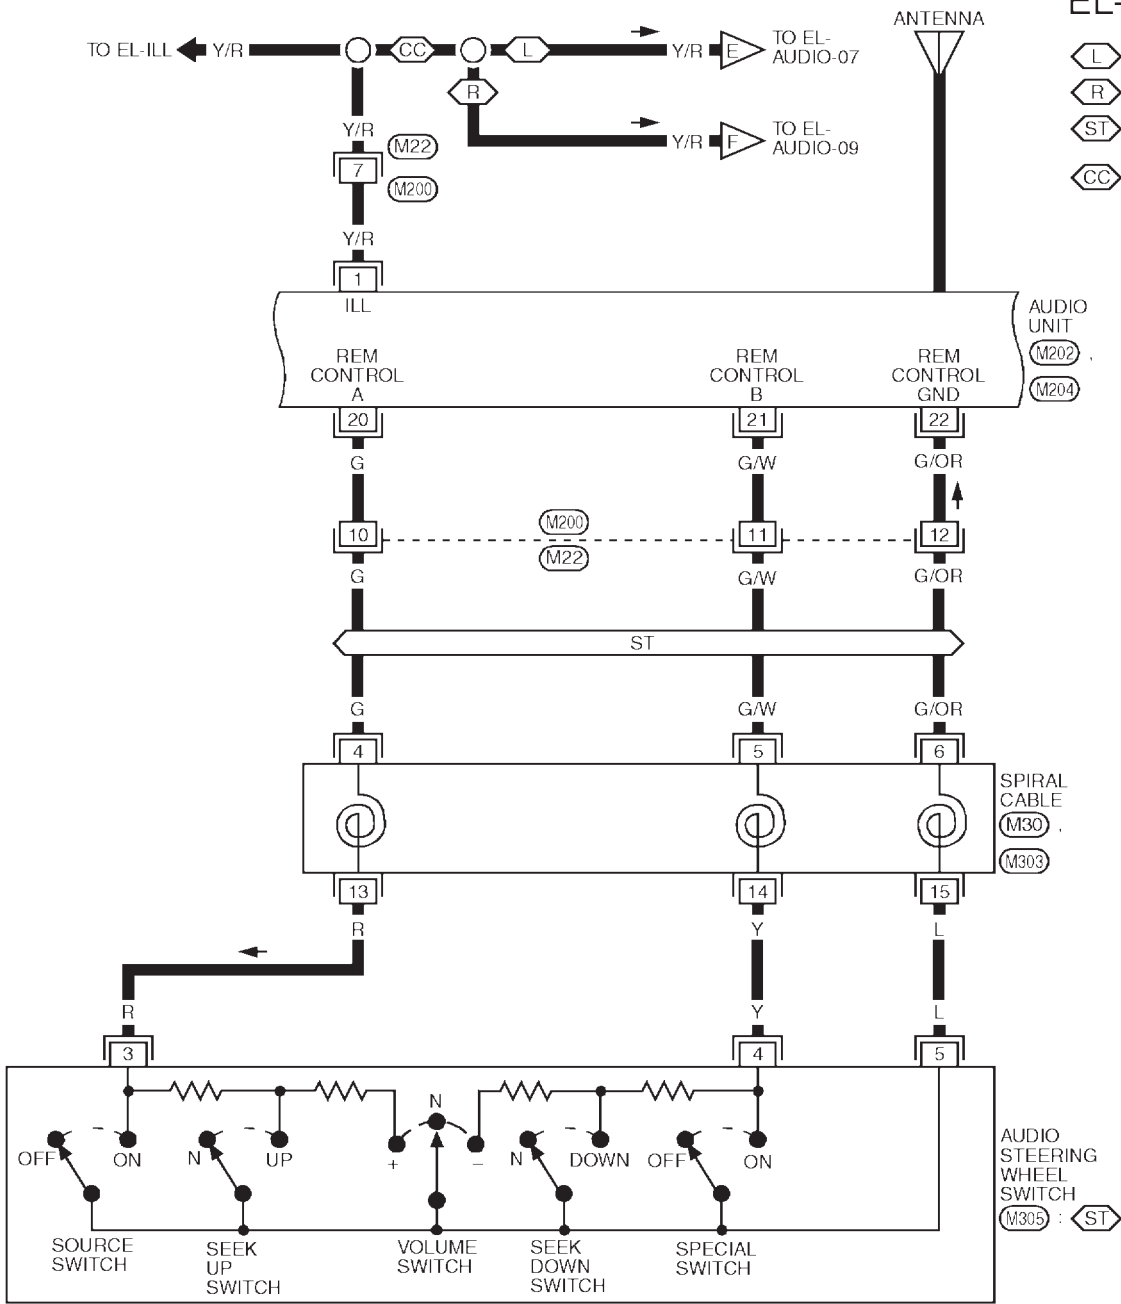 EL-
ANTENNA
TO EL-ILL
Y/R
CC
L
Y/R
E
TO EL-
AUDIO-07
L
R
R
Y/R
F
TO EL-
AUDIO-09
ST
CC
Y/R
M22
7
M200
Y/R
1
ILL
AUDIO
UNIT
M202 ,
M204
REM
CONTROL
A
REM
CONTROL
B
REM
CONTROL
GND
20
21
22
G
G/W
G/OR
10
M200
M22
11
12
G
G/W
G/OR
ST
G
G/W
G/OR
4
5
6
SPIRAL
CABLE
M30 ,
M303
13
14
15
R
Y
L
R
Y
L
3
4
5
N
OFF
ON
N
UP
+
-
N
DOWN
OFF
ON
AUDIO
STEERING
WHEEL
SWITCH
M305 : ST
SOURCE
SWITCH
SEEK
UP
SWITCH
VOLUME
SWITCH
SEEK
DOWN
SWITCH
SPECIAL
SWITCH